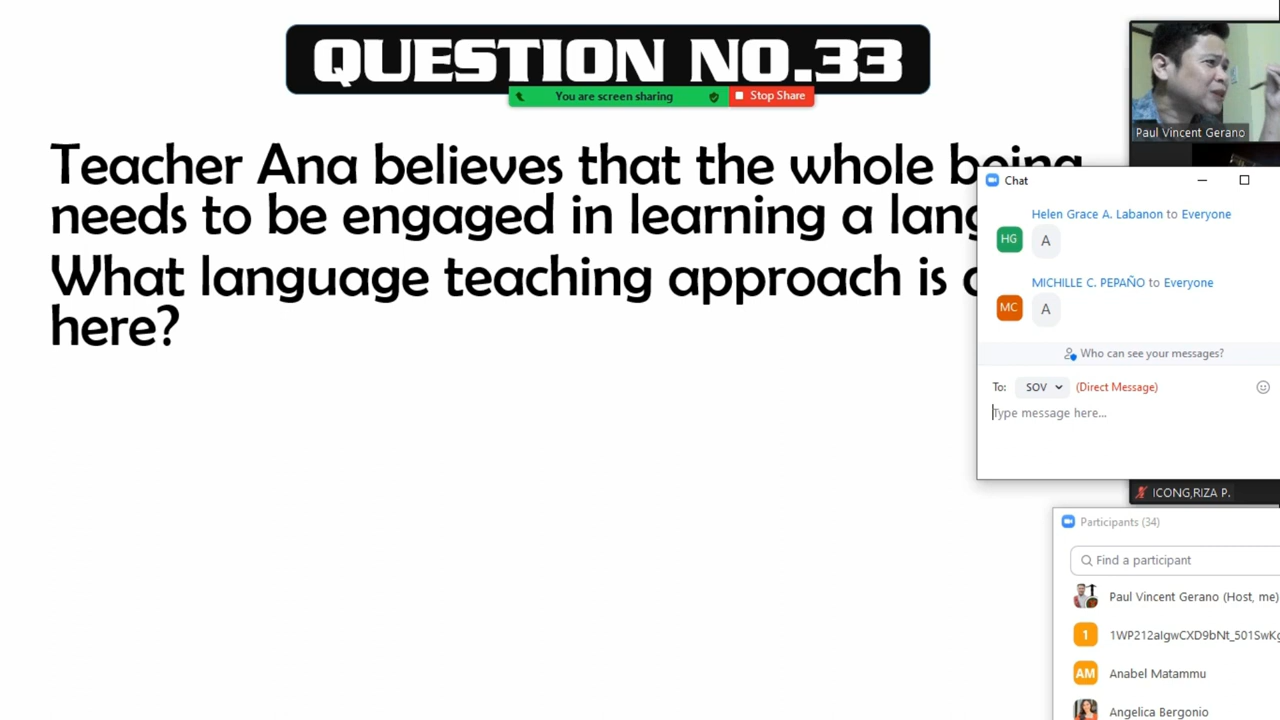 QUESTION NO.33
You are screen sharing
Stop Share
Teacher Ana believes that the whole being
needs to be engaged in learning a
What language teaching approach is
here?
Paul Vincent Gerano
Chat
Helen Grace A. Labanon to Everyone
HG
A
MICHILLE C. PEPAÑO to Everyone
MC
A
Who can see your messages?
To: SOV (Direct Message)
Type message here...
ICONG,RIZA P.
Participants (34)
Find a participant
Paul Vincent Gerano (Host, me)
1
AM Anabel Matammu
Angelica Bergonio